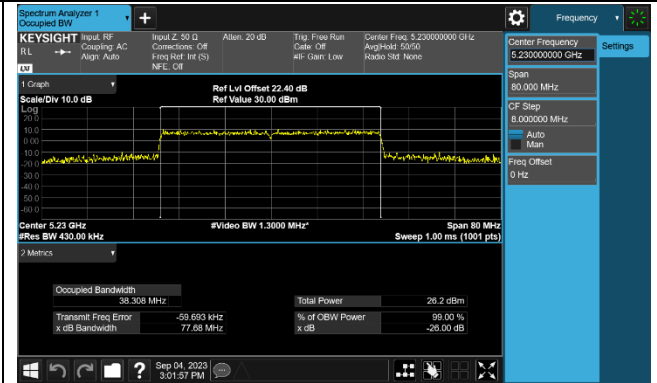 Spectrum Analyzer 1
Occupied BW
Frequency
KEYSIGHT
RL
LXI
Input: RF
Coupling: AC
Align: Auto
Input Z: 50 Ω
Corrections: Off
Freq Ref: Int (S)
NFE: Off
Atten: 20 dB
Trig: Free Run
Gate: Off
#IF Gain: Low
Center Freq: 5.230000000 GHz
Avg|Hold: 50/50
Radio Std: None
Center Frequency
5.230000000 GHz
Settings
Span
80.000 MHz
CF Step
8.000000 MHz
Auto
Man
Freq Offset
0 Hz
1 Graph
Scale/Div 10.0 dB
Ref Lvl Offset 22.40 dB
Ref Value 30.00 dBm
Log
20.0
10.0
0.00
-10.0
-20.0
-30.0
-40.0
-50.0
-60.0
Center 5.23 GHz
#Res BW 430.00 kHz
#Video BW 1.3000 MHz*
Span 80 MHz
Sweep 1.00 ms (1001 pts)
2 Metrics
Occupied Bandwidth
38.308 MHz
Total Power 26.2 dBm
Transmit Freq Error -59.693 kHz
% of OBW Power 99.00 %
x dB Bandwidth 77.68 MHz
x dB -26.00 dB
Sep 04, 2023
3:01:57 PM